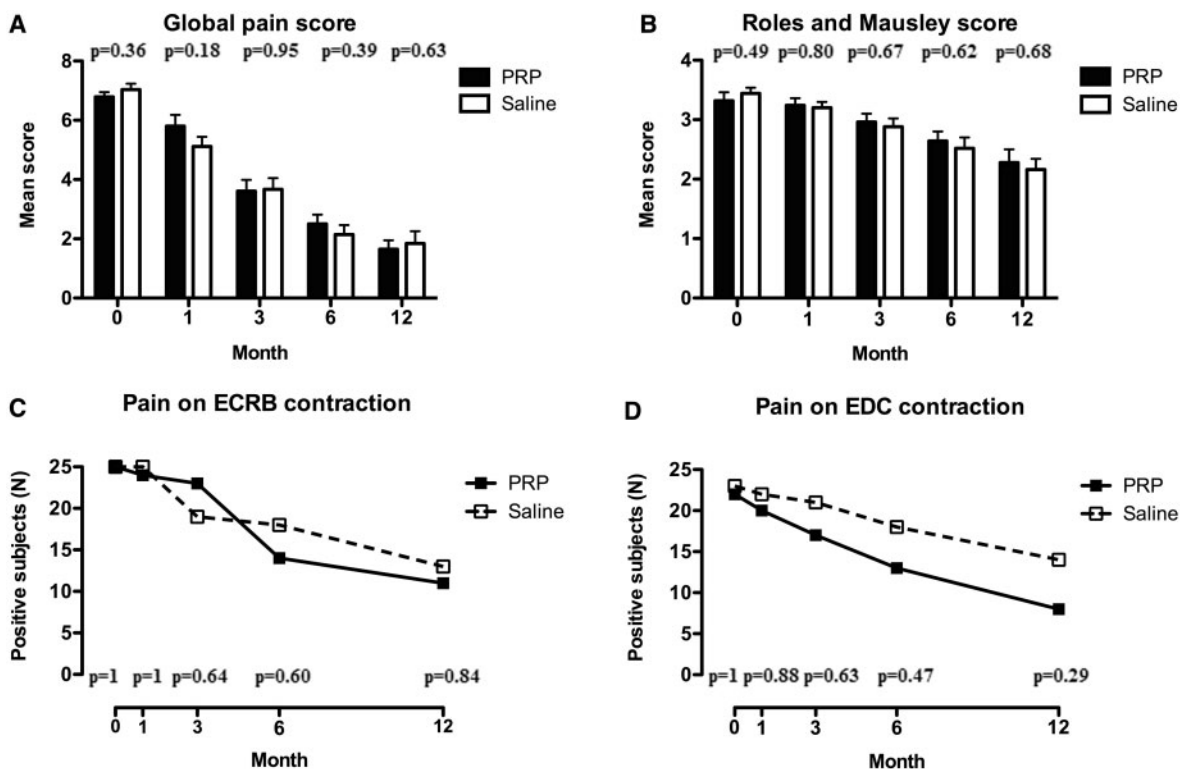 A
Global pain score
p=0.36 p=0.18 p=0.95 p=0.39 p=0.63
8
6
4
2
0
Mean score
0 1 3 6 12
Month
PRP
Saline
B
Roles and Mausley score
p=0.49 p=0.80 p=0.67 p=0.62 p=0.68
4
3
2
1
0
Mean score
0 1 3 6 12
Month
PRP
Saline
C
Pain on ECRB contraction
25
20
15
10
5
0
Positive subjects (N)
PRP
Saline
p=1 p=1 p=0.64 p=0.60 p=0.84
0 1 3 6 12
Month
D
Pain on EDC contraction
25
20
15
10
5
0
Positive subjects (N)
PRP
Saline
p=1 p=0.88 p=0.63 p=0.47 p=0.29
0 1 3 6 12
Month